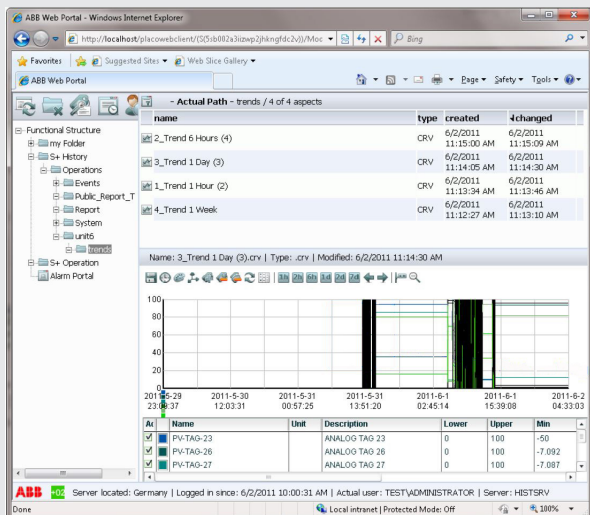 ABB Web Portal - Windows Internet Explorer
http://localhost/placowebclient/(S(5sb002a3iizwp2jhkngfdc2v))/Moc
Bing
Favorites
Suggested Sites
Web Slice Gallery
ABB Web Portal
Page
Safety
Tools
- Actual Path - trends / 4 of 4 aspects
name type created changed
2_Trend 6 Hours (4) CRV 6/2/2011 11:15:00 AM 6/2/2011 11:15:09 AM
3_Trend 1 Day (3) CRV 6/2/2011 11:14:05 AM 6/2/2011 11:14:30 AM
1_Trend 1 Hour (2) CRV 6/2/2011 11:13:34 AM 6/2/2011 11:13:46 AM
4_Trend 1 Week CRV 6/2/2011 11:12:27 AM 6/2/2011 11:13:10 AM
Functional Structure
my Folder
S+ History
Operations
Events
Public_Report_T
Report
System
unit6
trends
S+ Operation
Alarm Portal
Name: 3_Trend 1 Day (3).crv | Type: .crv | Modified: 6/2/2011 11:14:30 AM
1h 2h 6h 1d 2d 7d
100
80
60
40
20
0
2011-5-29 2011-5-30 2011-5-31 2011-5-31 2011-6-1 2011-6-1 2011-6-2
23:09:37 12:03:31 00:57:25 13:51:20 02:45:14 15:39:08 04:33:03
Ac Name Unit Description Lower Upper Min
PV-TAG-23 ANALOG TAG 23 0 100 -50
PV-TAG-26 ANALOG TAG 26 0 100 -7.092
PV-TAG-27 ANALOG TAG 27 0 100 -7.087
ABB +02 Server located: Germany | Logged in since: 6/2/2011 10:00:31 AM | Actual user: TEST\ADMINISTRATOR | Server: HISTSRV
Done
Local intranet | Protected Mode: Off
100%